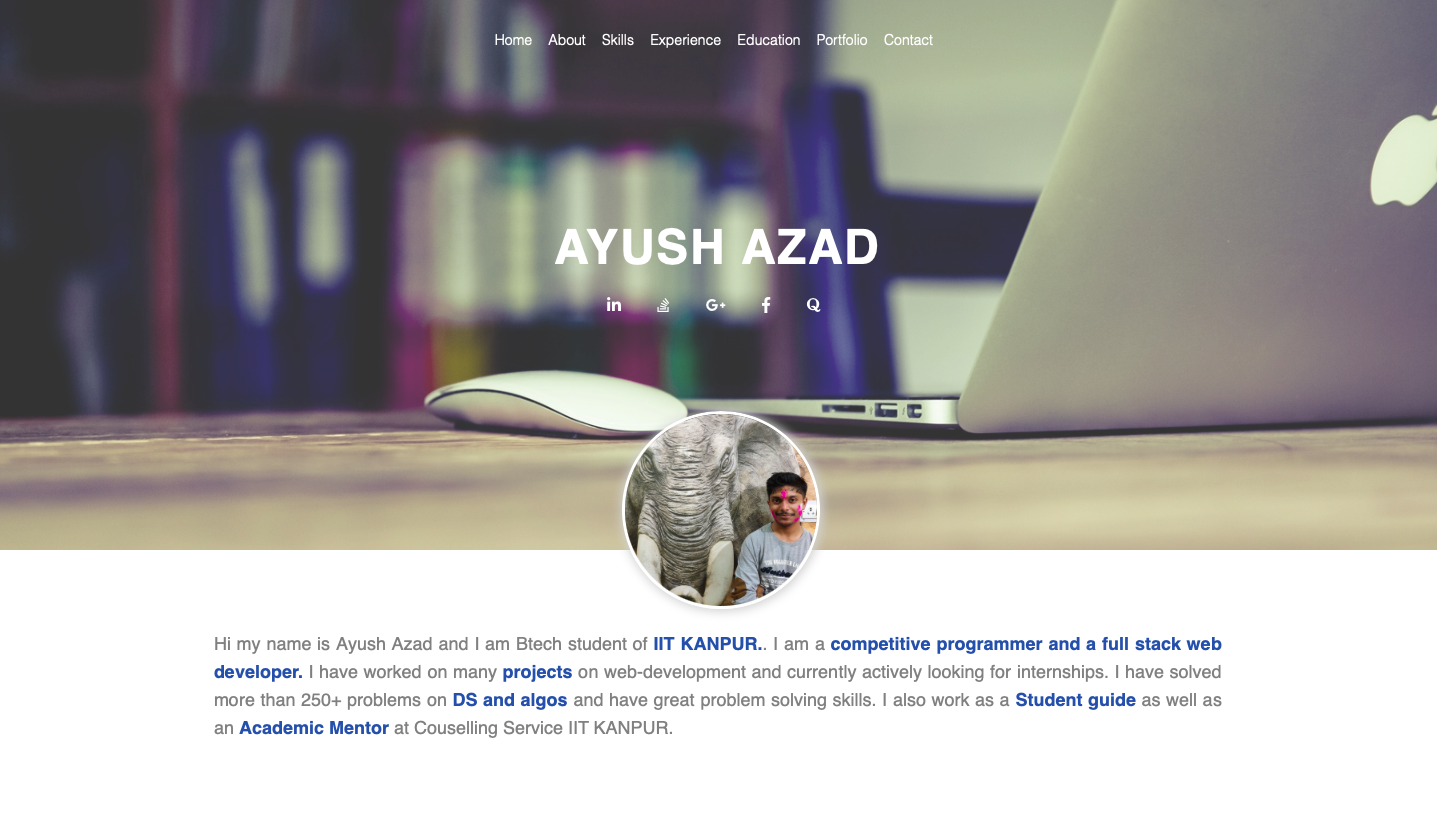 Home About Skills Experience Education Portfolio Contact
AYUSH AZAD
Hi my name is Ayush Azad and I am Btech student of IIT KANPUR.. I am a competitive programmer and a full stack web
developer. I have worked on many projects on web-development and currently actively looking for internships. I have solved
more than 250+ problems on DS and algos and have great problem solving skills. I also work as a Student guide as well as
an Academic Mentor at Couselling Service IIT KANPUR.